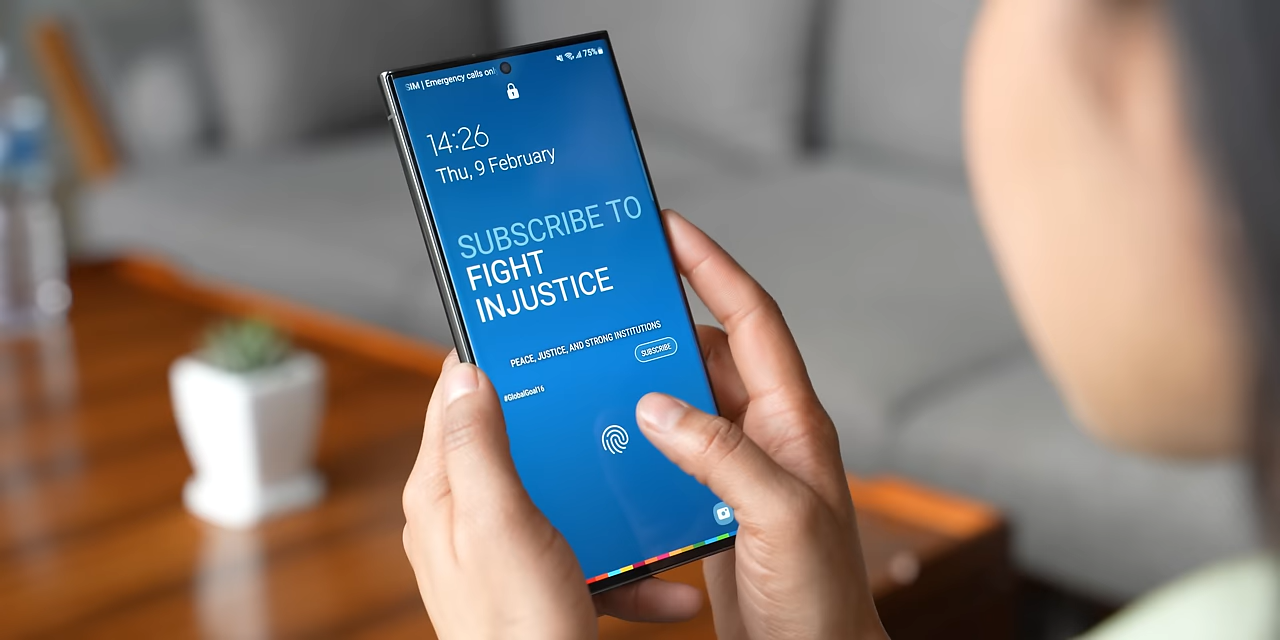 SIM | Emergency calls onl
75%
14:26
Thu, 9 February
SUBSCRIBE TO
FIGHT
INJUSTICE
PEACE, JUSTICE, AND STRONG INSTITUTIONS
SUBSCRIBE
#GlobalGoal16